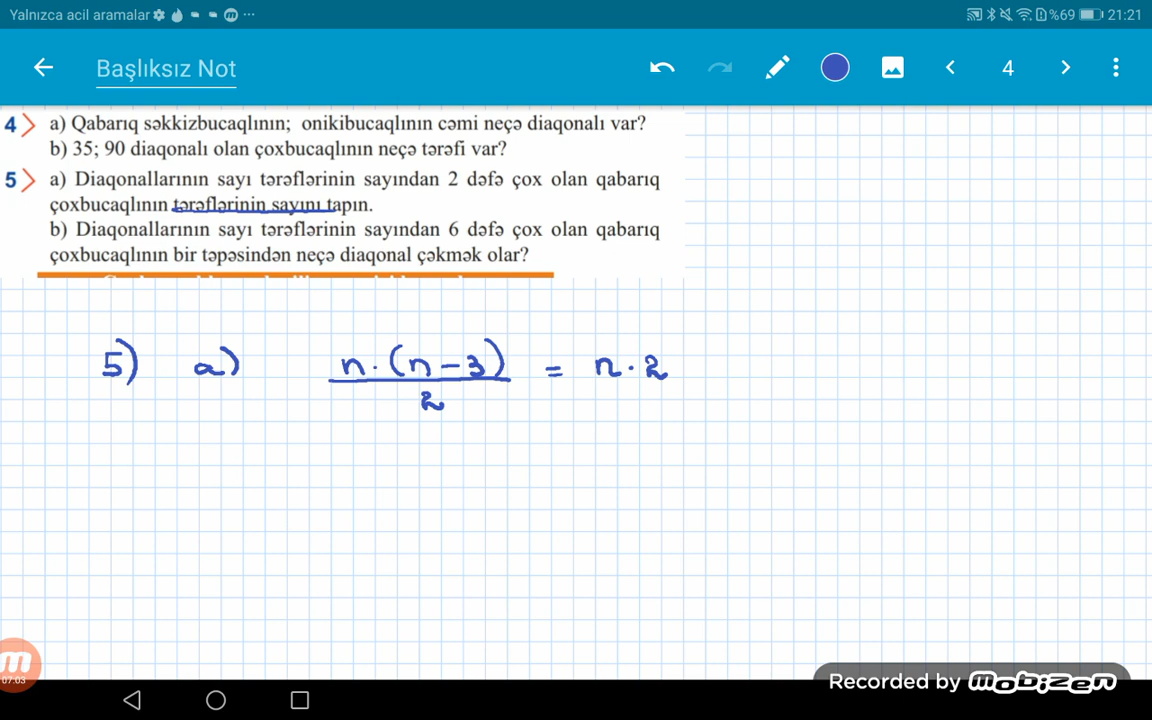 Yalnızca acil aramalar ... %69 21:21
Başlıksız Not 4
4 a) Qabarıq səkkizbucaqlının; onikibucaqlının cəmi neçə diaqonalı var?
b) 35; 90 diaqonalı olan çoxbucaqlının neçə tərəfi var?
5 a) Diaqonallarının sayı tərəflərinin sayından 2 dəfə çox olan qabarıq
çoxbucaqlının tərəflərinin sayını tapın.
b) Diaqonallarının sayı tərəflərinin sayından 6 dəfə çox olan qabarıq
çoxbucaqlının bir təpəsindən neçə diaqonal çəkmək olar?
5) a) n·(n-3)/2 = n·2
07:03
Recorded by mobizen